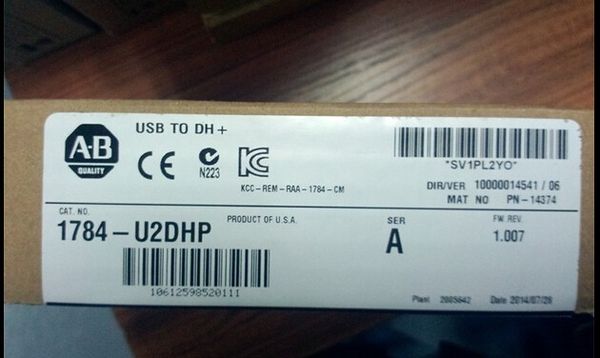 A·B
QUALITY
USB TO DH+
CE
N223
KCC-REM-RAA-1784-CM
*SV1PL2YO*
DIR/VER 10000014541 / 06
MAT NO PN-14374
CAT. NO.
1784-U2DHP
PRODUCT OF U.S.A.
SER
A
FW. REV.
1.007
10612598520111
Plant 2005642
Date 2014/07/28